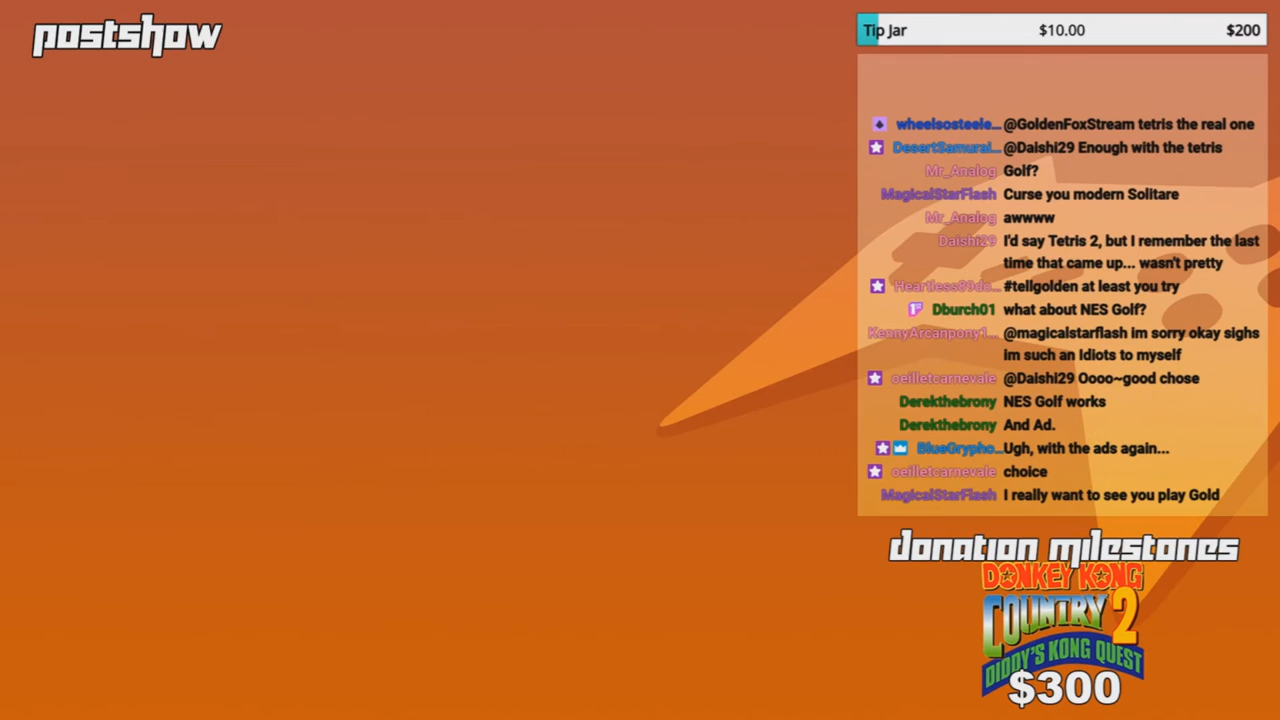 postshow
Tip Jar $10.00 $200
wheelsosteele... @GoldenFoxStream tetris the real one
DesertSamurai... @Daishi29 Enough with the tetris
Mr_Analog Golf?
MagicalStarFlash Curse you modern Solitare
Mr_Analog awwww
Daishi29 I'd say Tetris 2, but I remember the last
time that came up... wasn't pretty
Heartless89do... #tellgolden at least you try
Dburch01 what about NES Golf?
KennyArcanpony1... @magicalstarflash im sorry okay sighs
im such an Idiots to myself
oeilletcarnevale @Daishi29 Oooo~good chose
Derekthebrony NES Golf works
Derekthebrony And Ad.
BlueGrypho... Ugh, with the ads again...
oeilletcarnevale choice
MagicalStarFlash I really want to see you play Gold
donation milestones
DONKEY KONG
COUNTRY 2
DIDDY'S KONG QUEST
$300